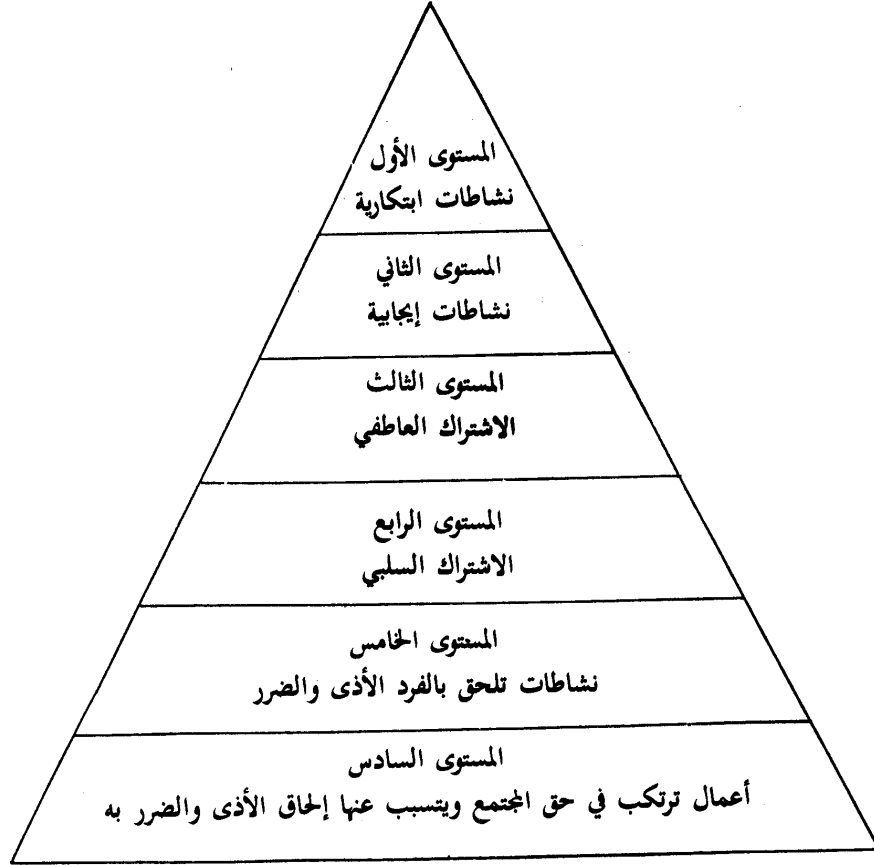 المستوى الأول
نشاطات ابتكارية
المستوى الثاني
نشاطات إيجابية
المستوى الثالث
الاشتراك العاطفي
المستوى الرابع
الاشتراك السلبي
المستوى الخامس
نشاطات تلحق بالفرد الأذى والضرر
المستوى السادس
أعمال ترتكب في حق المجتمع ويتسبب عنها إلحاق الأذى والضرر به